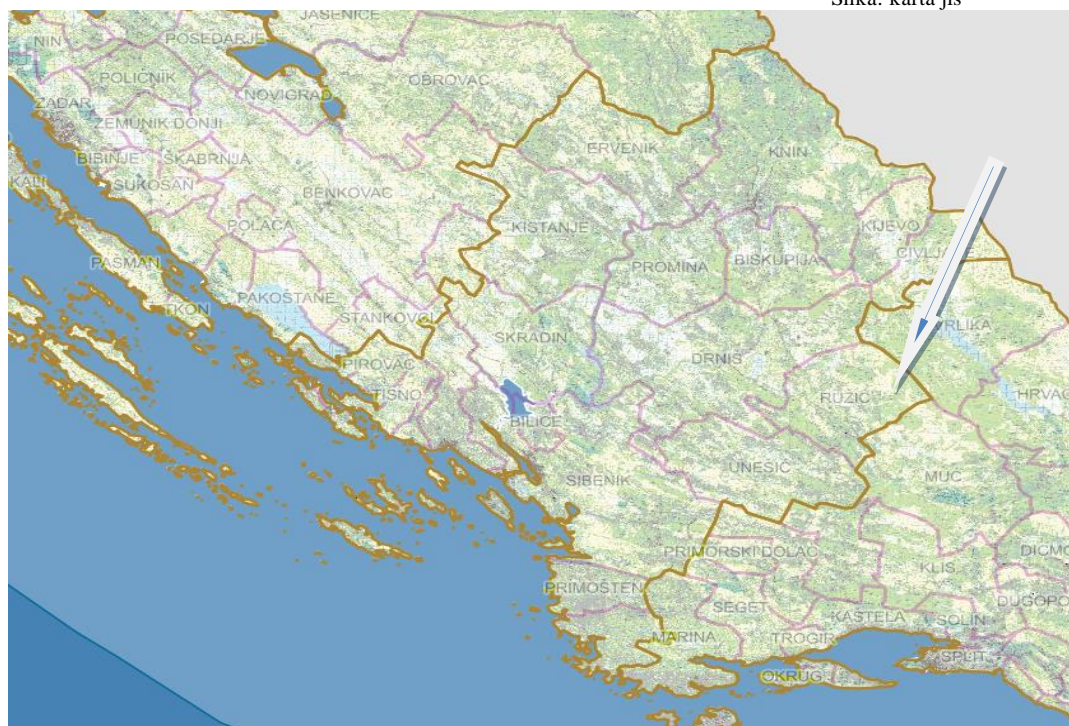 Slika: karta jls
JASENICE
NIN
POSEDARJE
POLIČNIK
OBROVAC
NOVIGRAD
ZADAR
ZEMUNIK DONJI
ERVENIK
KNIN
BIBINJE
ŠKABRNJA
KALI
SUKOŠAN
BENKOVAC
POLAČA
KISTANJE
KIJEVO
CIVLJANE
PAŠMAN
PROMINA
BISKUPIJA
PAKOŠTANE
TKON
STANKOVCI
SKRADIN
VRLIKA
DRNIŠ
PIROVAC
TISNO
RUŽIĆ
HRVAC
BILICE
UNEŠIĆ
MUĆ
ŠIBENIK
PRIMORSKI DOLAC
DICMO
KLIS
PRIMOŠTEN
SEGET
DUGOPO
KAŠTELA
SOLIN
MARINA
TROGIR
SPLIT
OKRUG